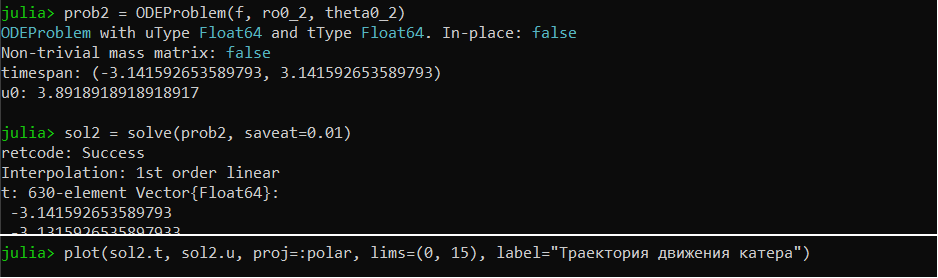 julia> prob2 = ODEProblem(f, ro0_2, theta0_2)
ODEProblem with uType Float64 and tType Float64. In-place: false
Non-trivial mass matrix: false
timespan: (-3.141592653589793, 3.141592653589793)
u0: 3.8918918918918917
julia> sol2 = solve(prob2, saveat=0.01)
retcode: Success
Interpolation: 1st order linear
t: 630-element Vector{Float64}:
-3.141592653589793
-3.1315926535897933
julia> plot(sol2.t, sol2.u, proj=:polar, lims=(0, 15), label="Траектория движения катера")